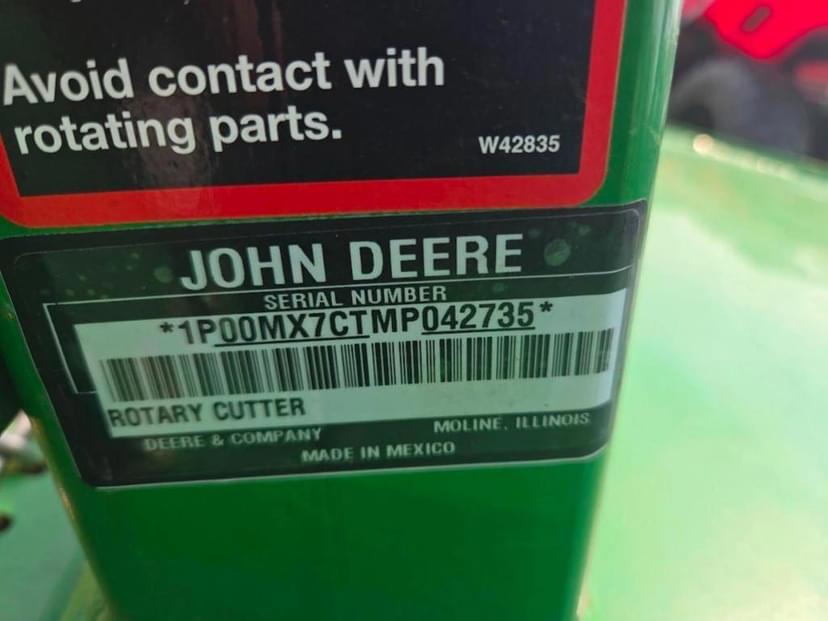 Avoid contact with
rotating parts.
W42835
JOHN DEERE
SERIAL NUMBER
*1P00MX7CTMP042735*
ROTARY CUTTER
DEERE & COMPANY MOLINE, ILLINOIS
MADE IN MEXICO